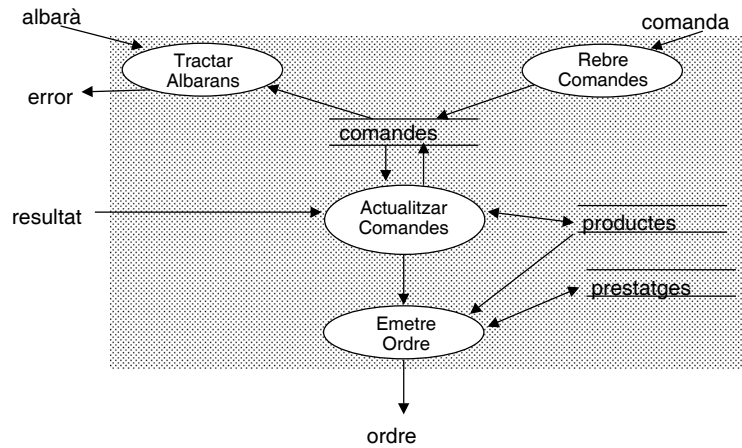 albarà
comanda
Tractar
Albarans
Rebre
Comandes
error
comandes
resultat
Actualitzar
Comandes
productes
prestatges
Emetre
Ordre
ordre